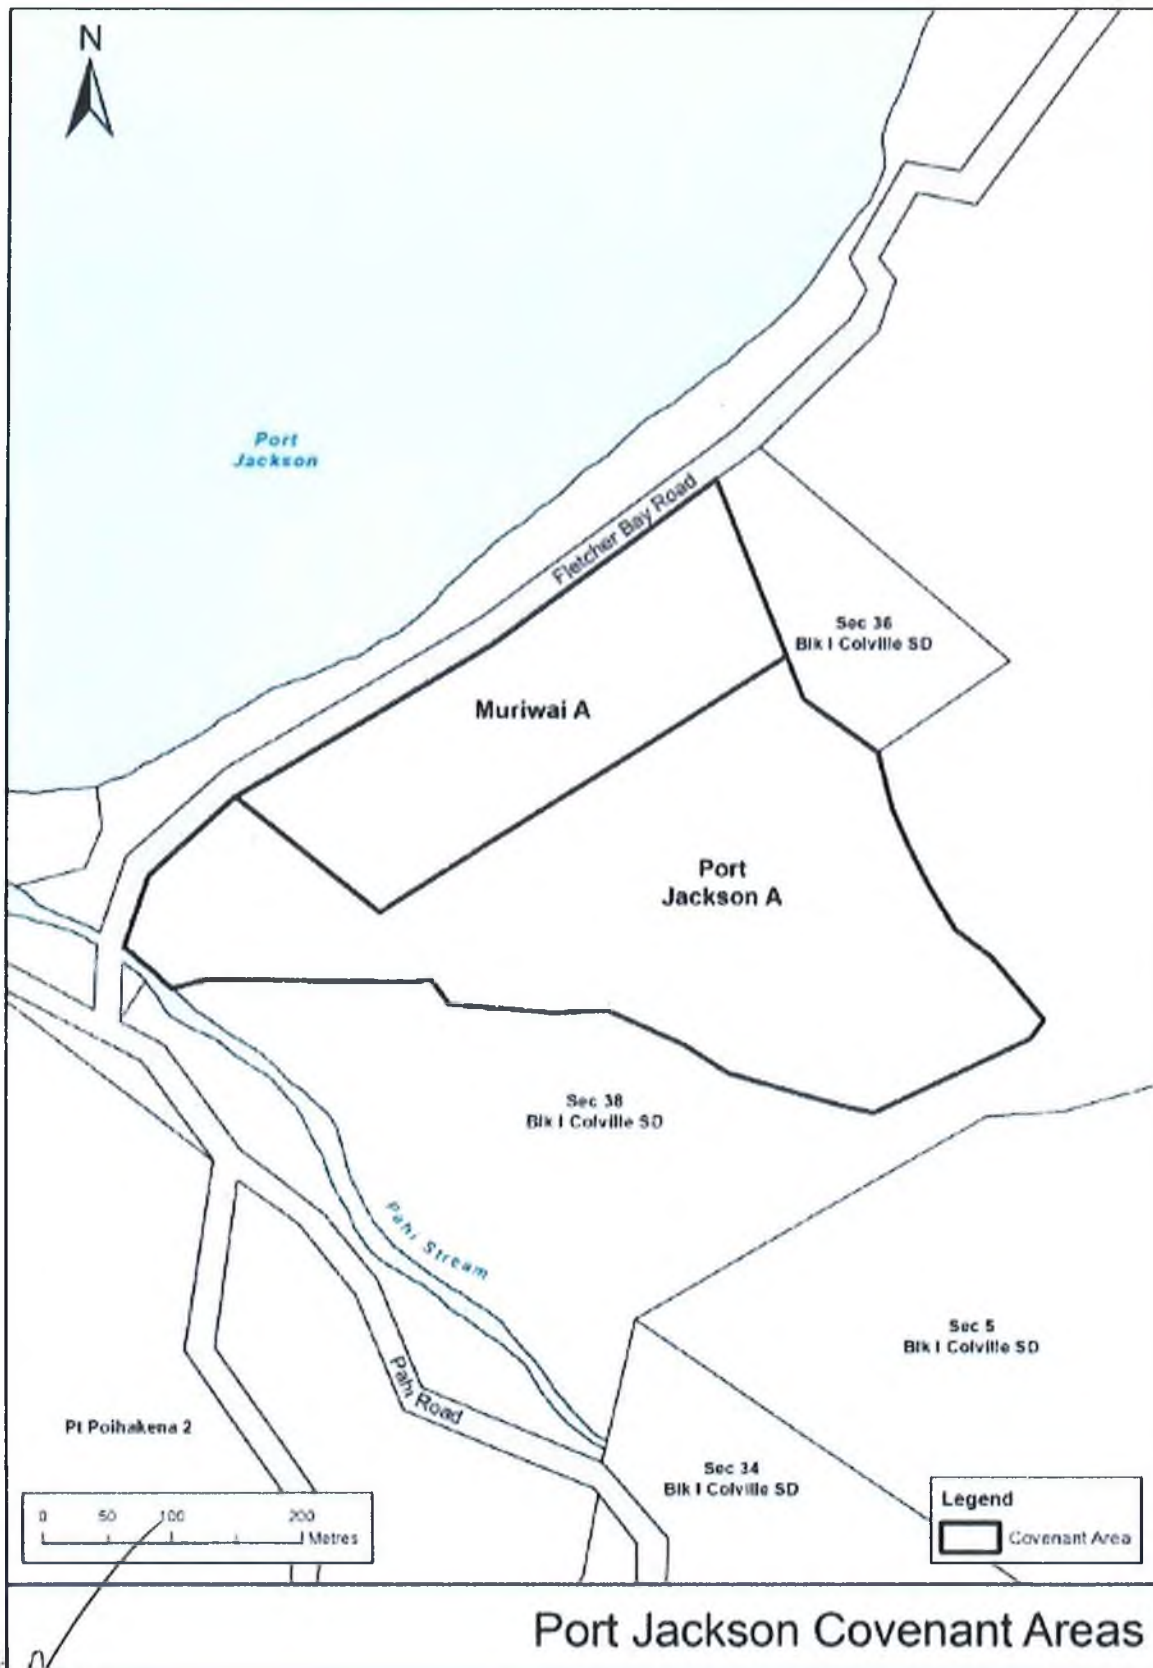 N
Port
Jackson
Fletcher Bay Road
Sec 36
Blk I Colville SD
Muriwai A
Port
Jackson A
Sec 38
Blk I Colville SD
Pahi Stream
Sec 5
Blk I Colville SD
Pahi Road
Pt Poihakena 2
Sec 34
Blk I Colville SD
0 50 100 200
Metres
Legend
Covenant Area
Port Jackson Covenant Areas